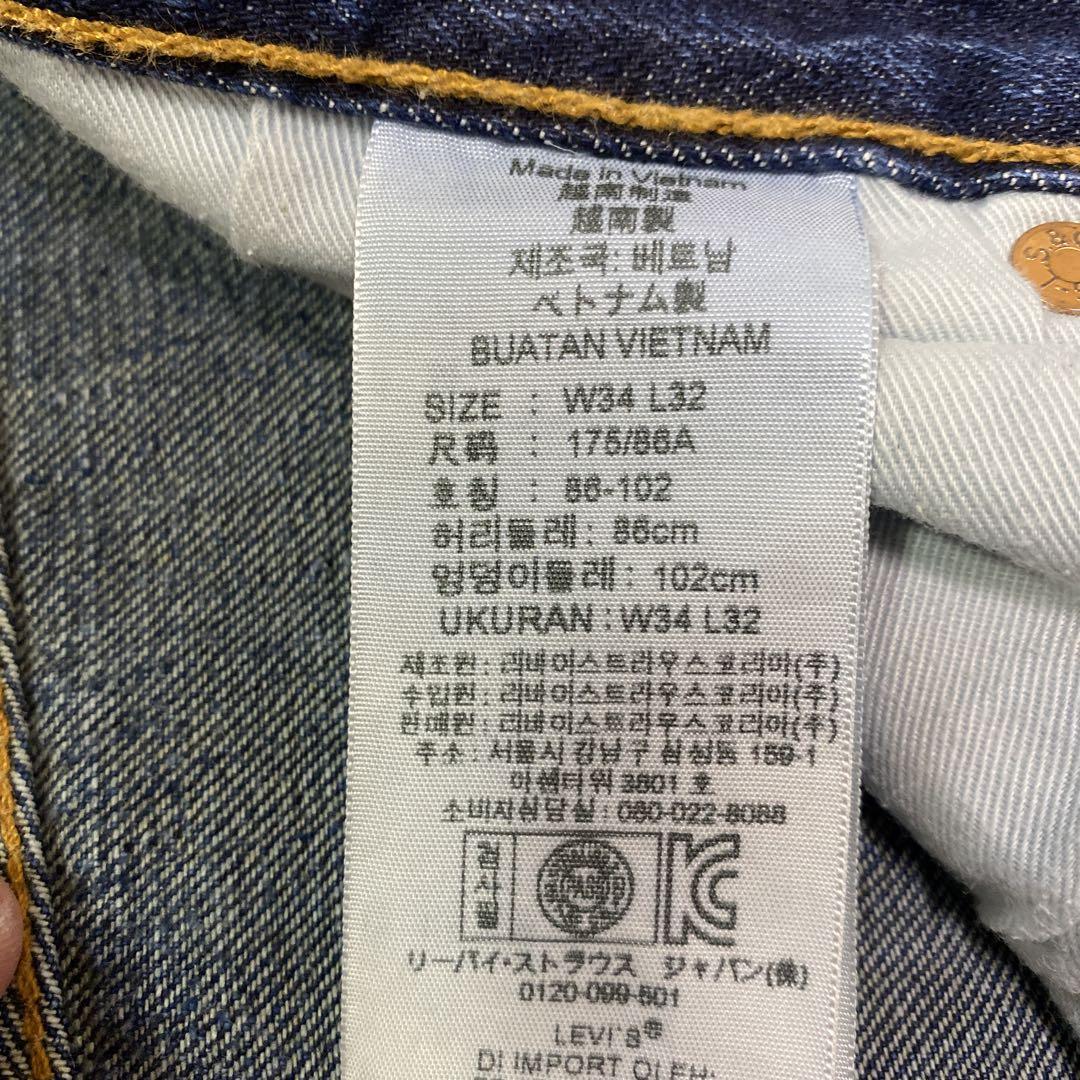 Made in Vietnam
越南制造
越南製
제조국: 베트남
ベトナム製
BUATAN VIETNAM
SIZE : W34 L32
尺码 : 175/86A
호칭 : 86-102
허리둘레: 86cm
엉덩이둘레: 102cm
UKURAN : W34 L32
제조원 : 리바이스트라우스코리아(주)
수입원 : 리바이스트라우스코리아(주)
판매원 : 리바이스트라우스코리아(주)
주소 : 서울시 강남구 삼성동 159-1
아셈타워 3801 호
소비자상담실 : 080-022-8088
검사필
リーバイ・ストラウス ジャパン(株)
0120-099-501
LEVI'S®
DI IMPORT OLEH: